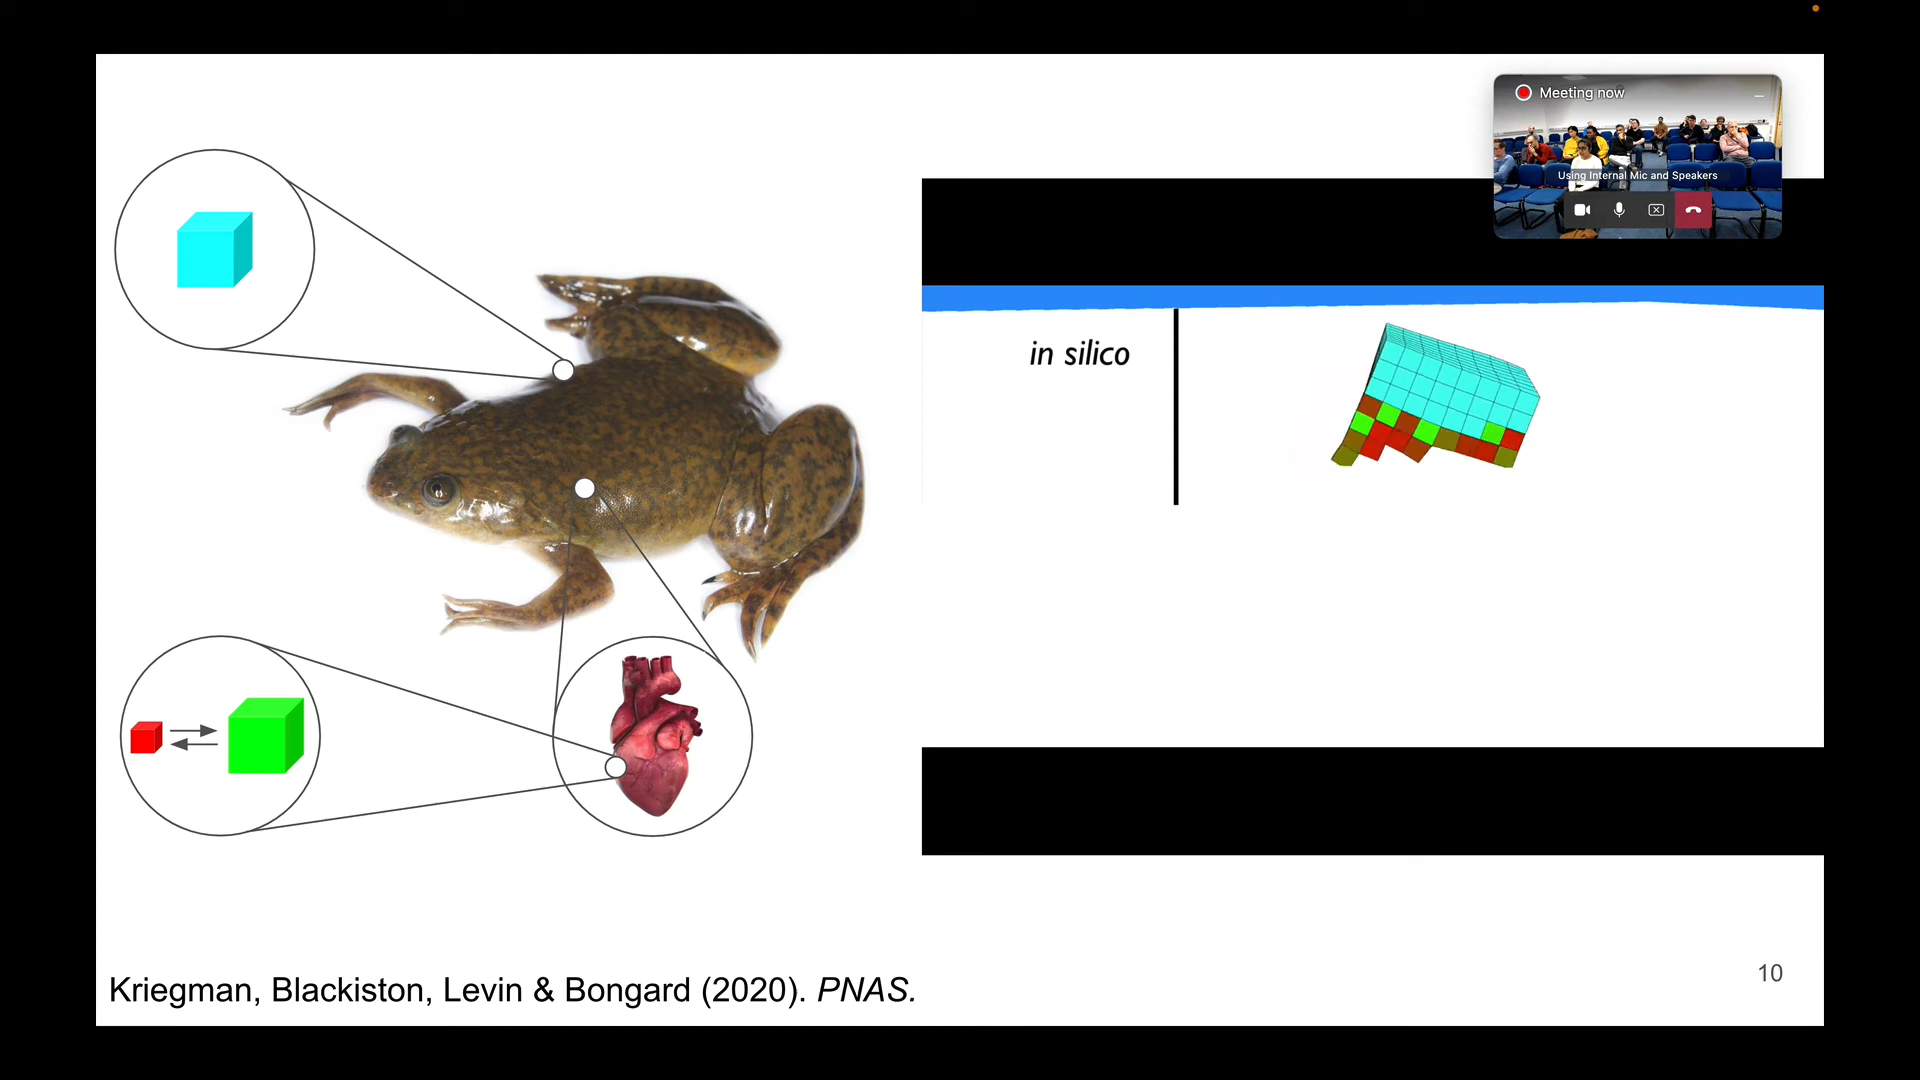 Meeting now
Using Internal Mic and Speakers
in silico
Kriegman, Blackiston, Levin & Bongard (2020). PNAS.
10